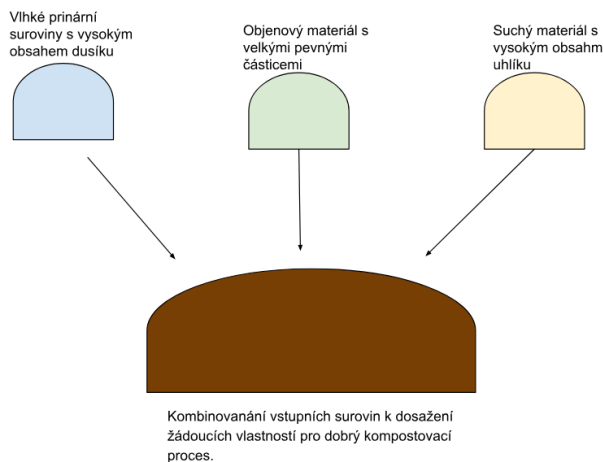 Vlhké prinární
suroviny s vysokým
obsahem dusíku
Objenový materiál s
velkými pevnými
částicemi
Suchý materiál s
vysokým obsahm
uhlíku
Kombinovanání vstupních surovin k dosažení
žádoucích vlastností pro dobrý kompostovací
proces.